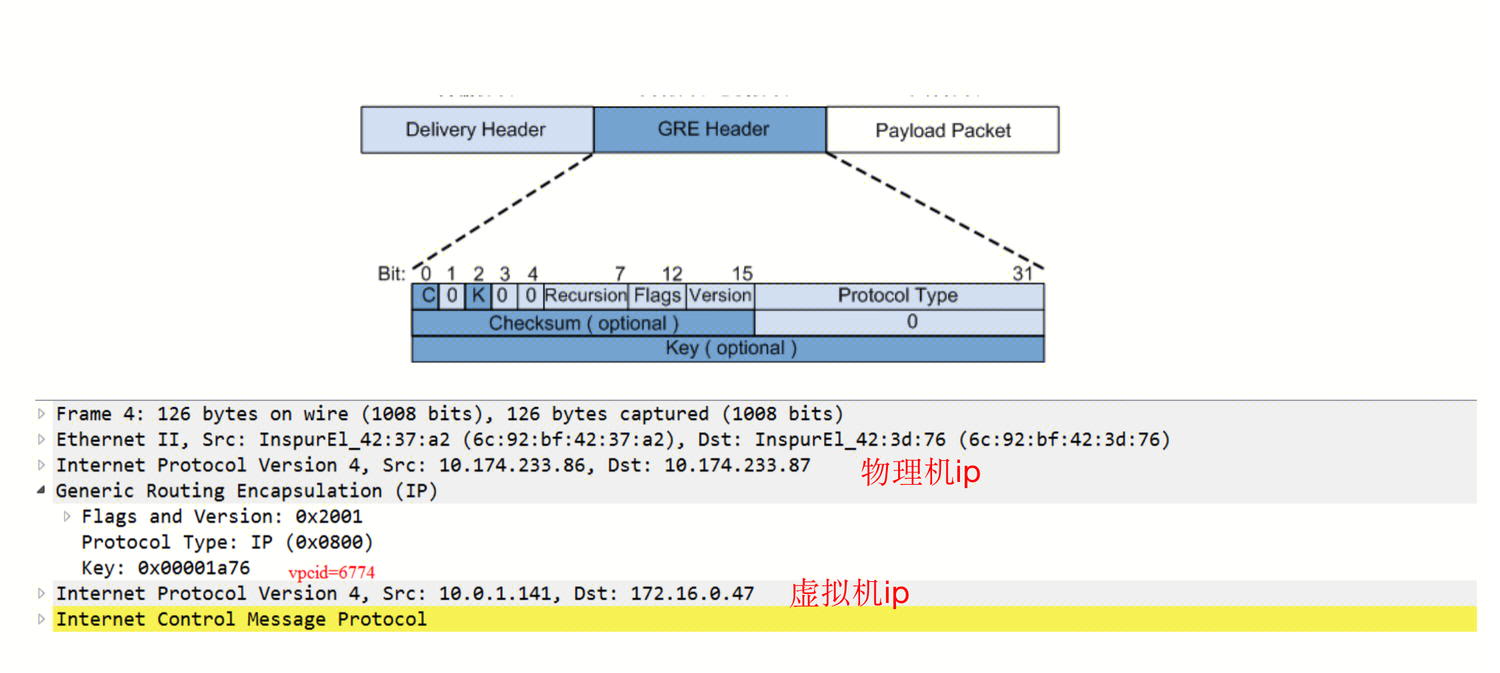 Delivery Header GRE Header Payload Packet
Bit: 0 1 2 3 4 7 12 15 31
C 0 K 0 0 Recursion Flags Version Protocol Type
Checksum ( optional ) 0
Key ( optional )
Frame 4: 126 bytes on wire (1008 bits), 126 bytes captured (1008 bits)
Ethernet II, Src: InspurEl_42:37:a2 (6c:92:bf:42:37:a2), Dst: InspurEl_42:3d:76 (6c:92:bf:42:3d:76)
Internet Protocol Version 4, Src: 10.174.233.86, Dst: 10.174.233.87 物理机ip
Generic Routing Encapsulation (IP)
Flags and Version: 0x2001
Protocol Type: IP (0x0800)
Key: 0x00001a76 vpcid=6774
Internet Protocol Version 4, Src: 10.0.1.141, Dst: 172.16.0.47 虚拟机ip
Internet Control Message Protocol